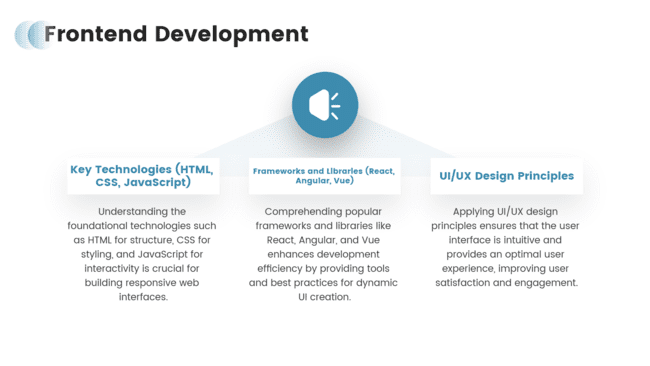 Frontend Development
Key Technologies (HTML,
CSS, JavaScript)
Understanding the
foundational technologies such
as HTML for structure, CSS for
styling, and JavaScript for
interactivity is crucial for
building responsive web
interfaces.
Frameworks and Libraries (React,
Angular, Vue)
Comprehending popular
frameworks and libraries like
React, Angular, and Vue
enhances development
efficiency by providing tools
and best practices for dynamic
UI creation.
UI/UX Design Principles
Applying UI/UX design
principles ensures that the user
interface is intuitive and
provides an optimal user
experience, improving user
satisfaction and engagement.